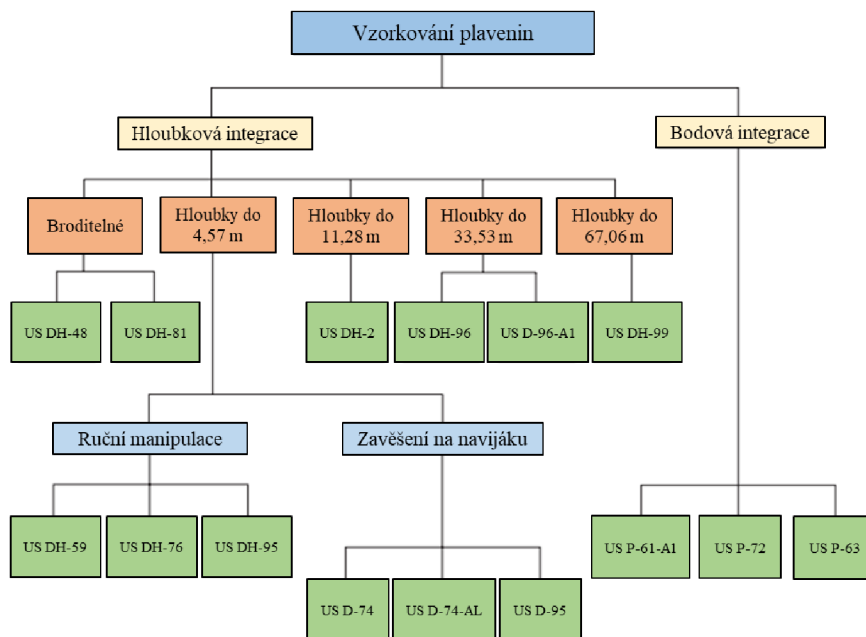 Vzorkování plavenin
Hloubková integrace
Bodová integrace
Broditelné
Hloubky do
4,57 m
Hloubky do
11,28 m
Hloubky do
33,53 m
Hloubky do
67,06 m
US DH-48
US DH-81
US DH-2
US DH-96
US D-96-A1
US DH-99
Ruční manipulace
Zavěšení na navijáku
US DH-59
US DH-76
US DH-95
US D-74
US D-74-AL
US D-95
US P-61-A1
US P-72
US P-63